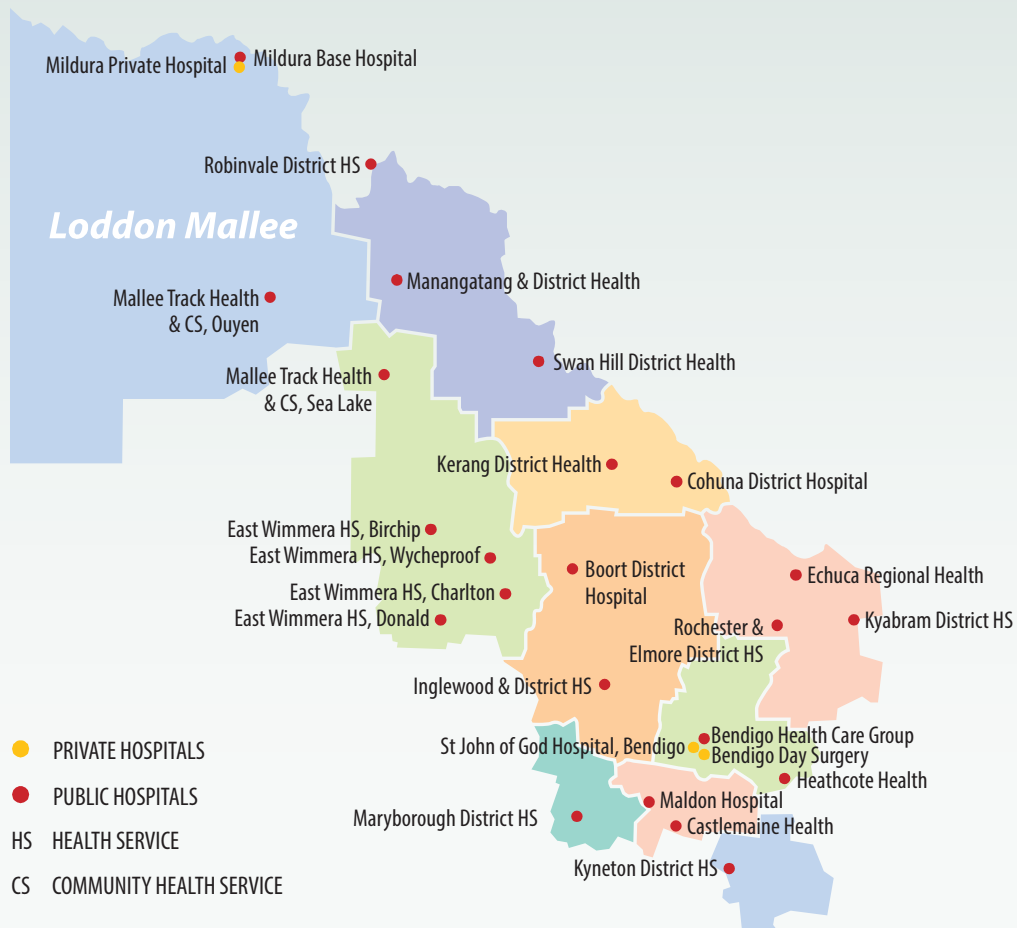 Mildura Private Hospital
Mildura Base Hospital
Robinvale District HS
Loddon Mallee
Manangatang & District Health
Mallee Track Health
& CS, Ouyen
Swan Hill District Health
Mallee Track Health
& CS, Sea Lake
Kerang District Health
Cohuna District Hospital
East Wimmera HS, Birchip
East Wimmera HS, Wycheproof
East Wimmera HS, Charlton
East Wimmera HS, Donald
Boort District
Hospital
Echuca Regional Health
Kyabram District HS
Rochester &
Elmore District HS
Inglewood & District HS
St John of God Hospital, Bendigo
Bendigo Health Care Group
Bendigo Day Surgery
Heathcote Health
Maldon Hospital
Castlemaine Health
Maryborough District HS
Kyneton District HS
PRIVATE HOSPITALS
PUBLIC HOSPITALS
HS HEALTH SERVICE
CS COMMUNITY HEALTH SERVICE